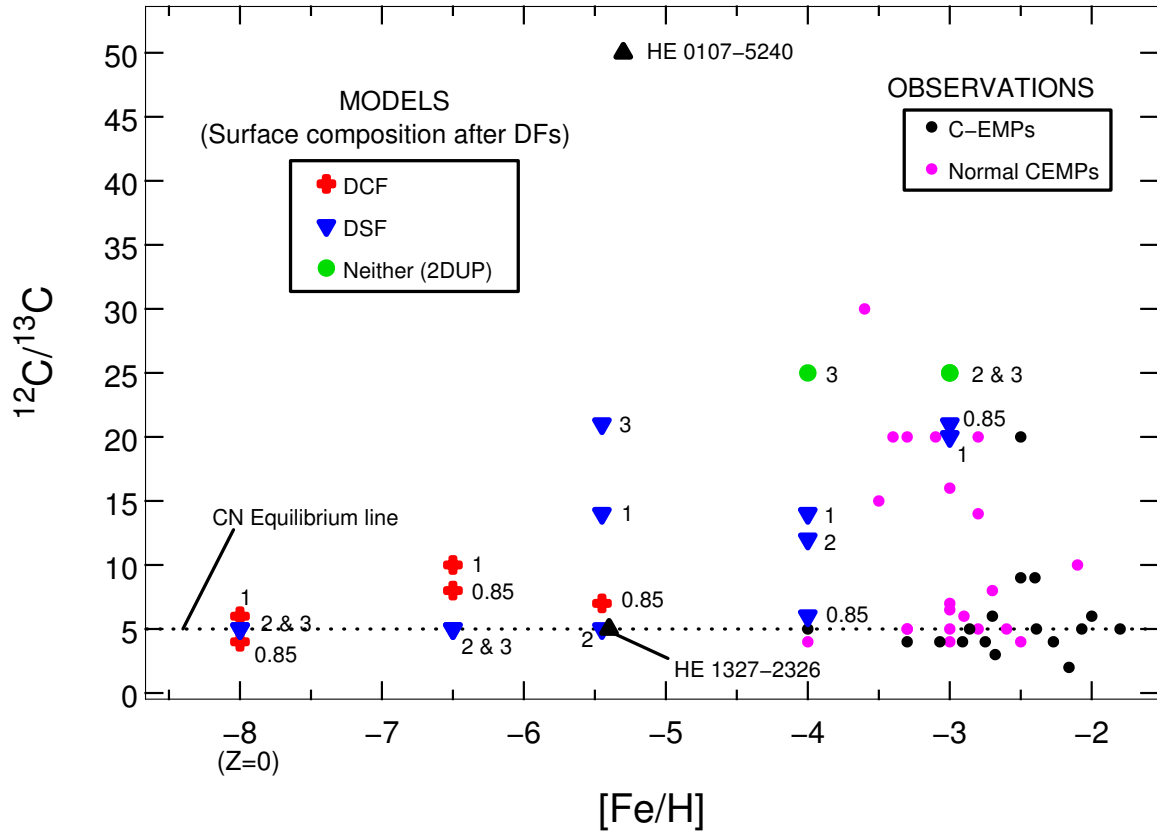 50
45
40
35
30
25
20
15
10
5
0
12C/13C
HE 0107−5240
MODELS
(Surface composition after DFs)
DCF
DSF
Neither (2DUP)
OBSERVATIONS
C−EMPs
Normal CEMPs
3
2 & 3
3
0.85
1
CN Equilibrium line
1
1
2
1
0.85
0.85
1
2 & 3
0.85
0.85
2 & 3
2
HE 1327−2326
−8
−7
−6
−5
−4
−3
−2
(Z=0)
[Fe/H]